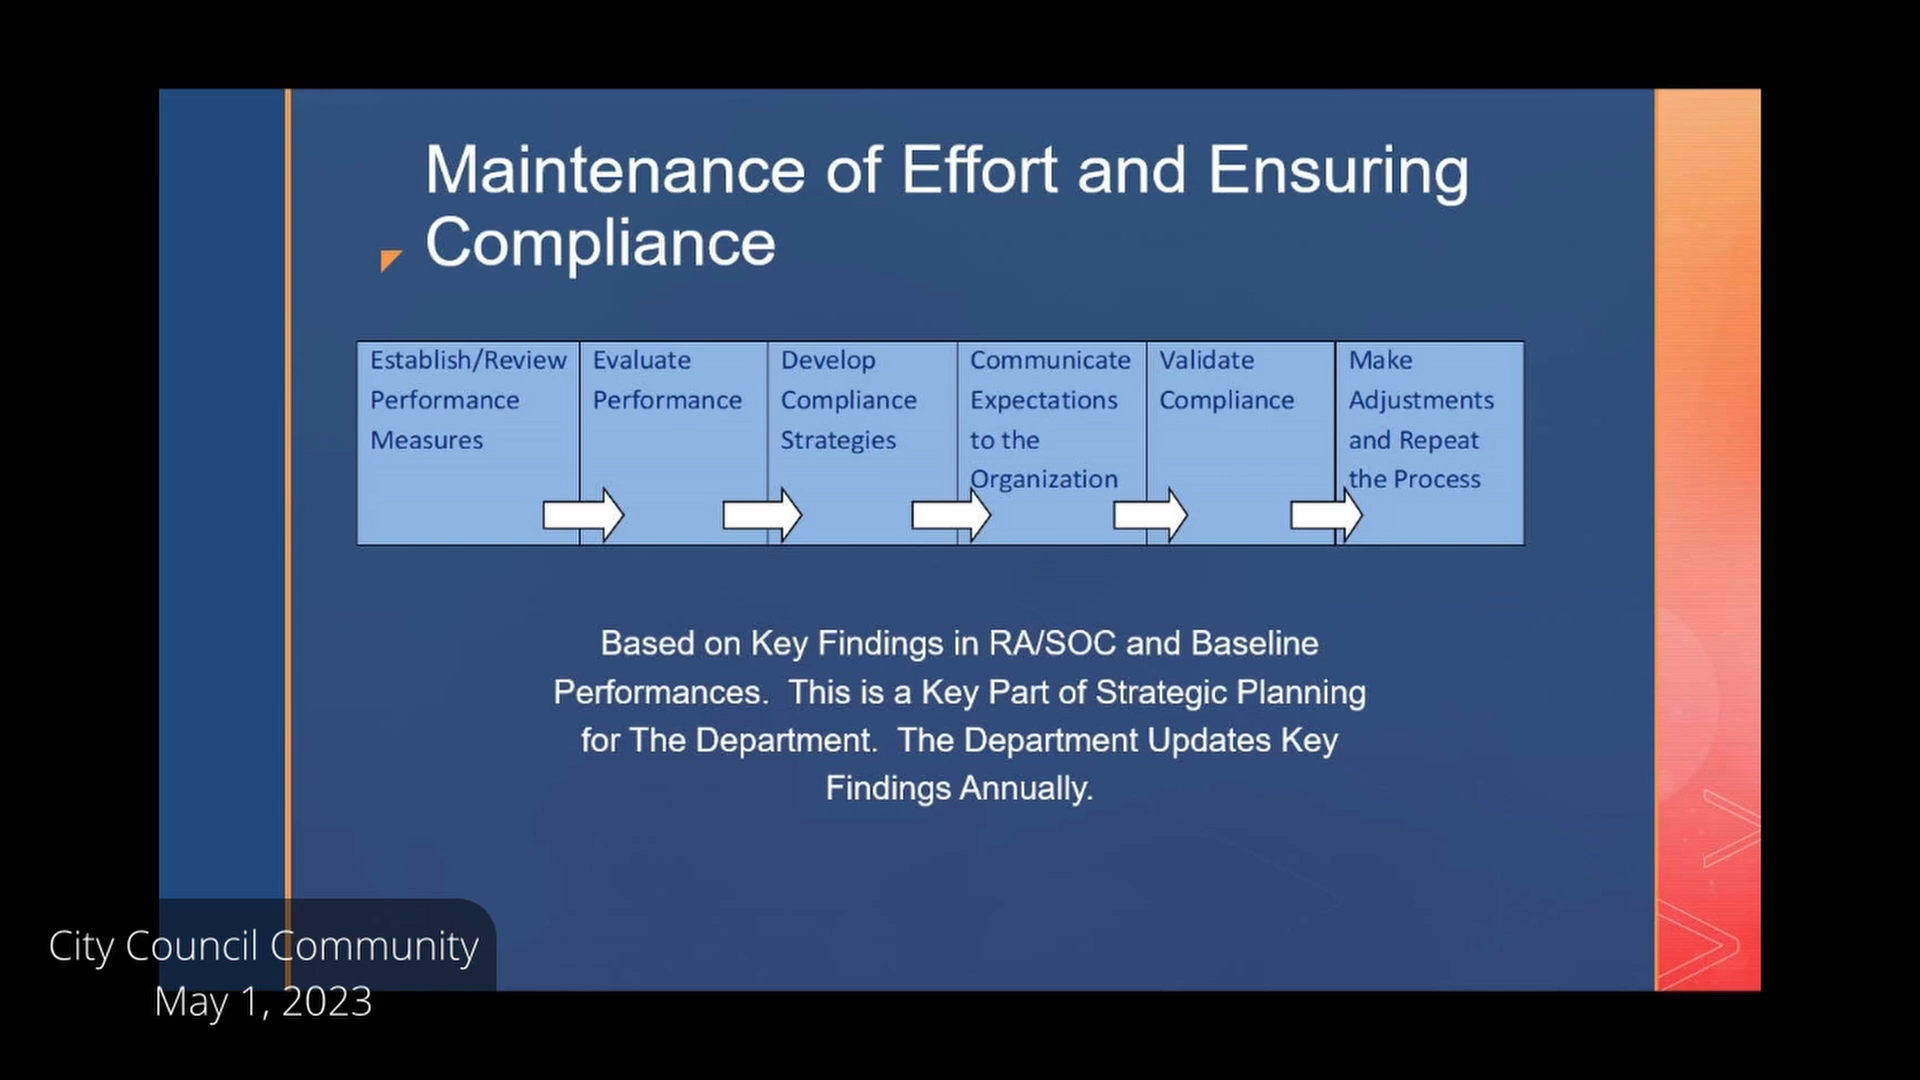 Maintenance of Effort and Ensuring
Compliance
Establish/Review
Performance
Measures
Evaluate
Performance
Develop
Compliance
Strategies
Communicate
Expectations
to the
Organization
Validate
Compliance
Make
Adjustments
and Repeat
the Process
Based on Key Findings in RA/SOC and Baseline
Performances.  This is a Key Part of Strategic Planning
for The Department.  The Department Updates Key
Findings Annually.
City Council Community
May 1, 2023